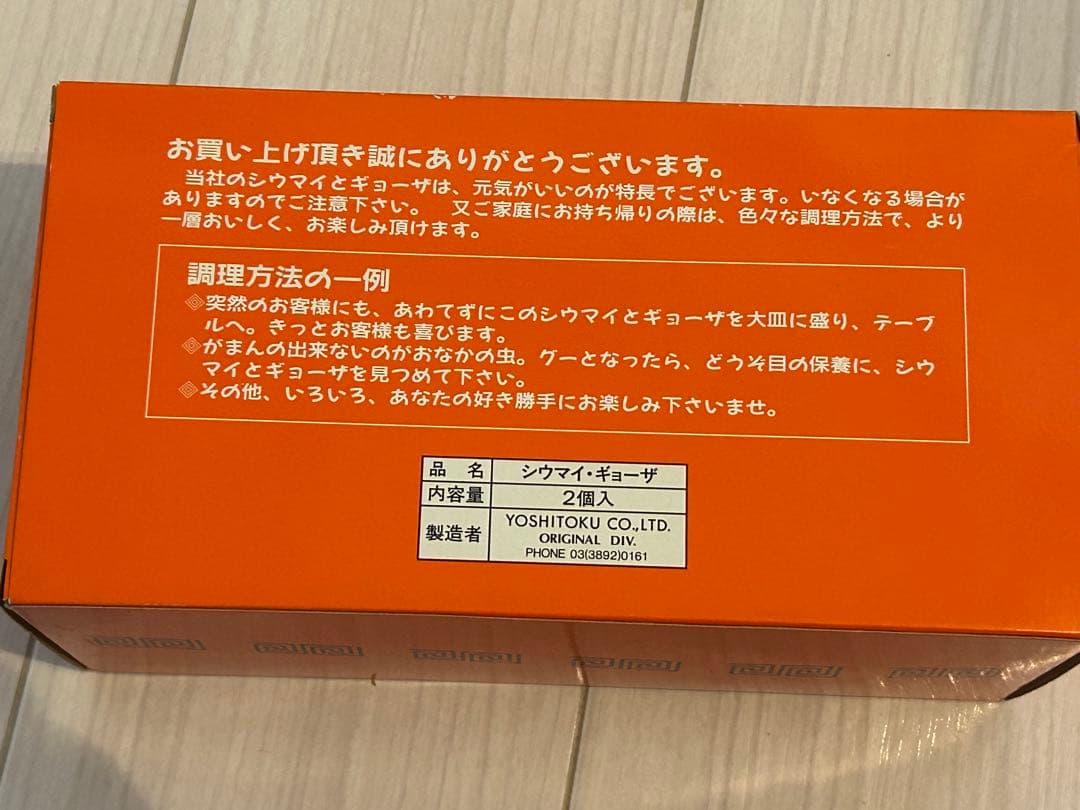 お買い上げ頂き誠にありがとうございます。
当社のシウマイとギョーザは、元気がいいのが特長でございます。いなくなる場合が
ありますのでご注意下さい。 又ご家庭にお持ち帰りの際は、色々な調理方法で、より
一層おいしく、お楽しみ頂けます。
調理方法の一例
◈突然のお客様にも、あわてずにこのシウマイとギョーザを大皿に盛り、テーブ
ルへ。きっとお客様も喜びます。
◈がまんの出来ないのがおなかの虫。グーとなったら、どうぞ目の保養に、シウ
マイとギョーザを見つめて下さい。
◈その他、いろいろ、あなたの好き勝手にお楽しみ下さいませ。
品 名 シウマイ・ギョーザ
内容量 2個入
製造者 YOSHITOKU CO.,LTD.
ORIGINAL DIV.
PHONE 03(3892)0161